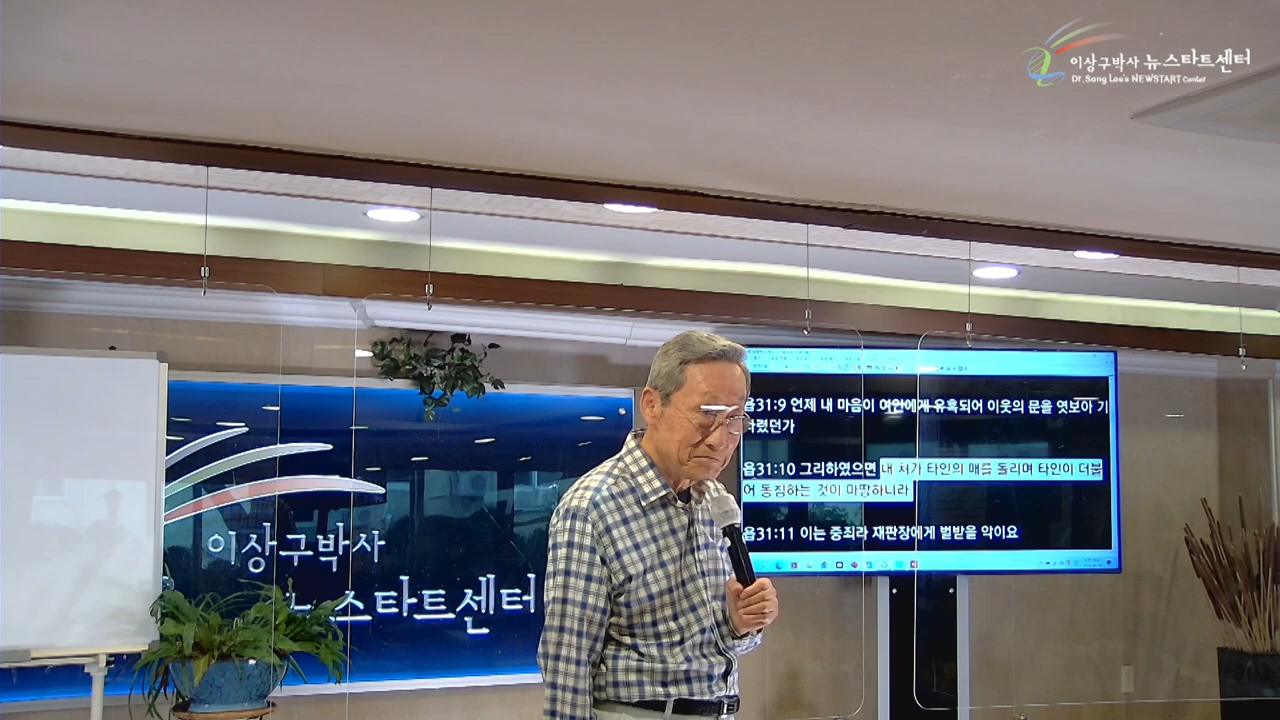 이상구박사 뉴스타트센터
Dr. Sang Lee's NEWSTART Center
욥31:9 언제 내 마음이 여인에게 유혹되어 이웃의 문을 엿보아 기
다렸던가
욥31:10 그리하였으면 내 처가 타인의 매를 돌리며 타인이 더불
어 동침하는 것이 마땅하니라
욥31:11 이는 중죄라 재판장에게 벌받을 악이요
이상구박사
뉴스타트센터